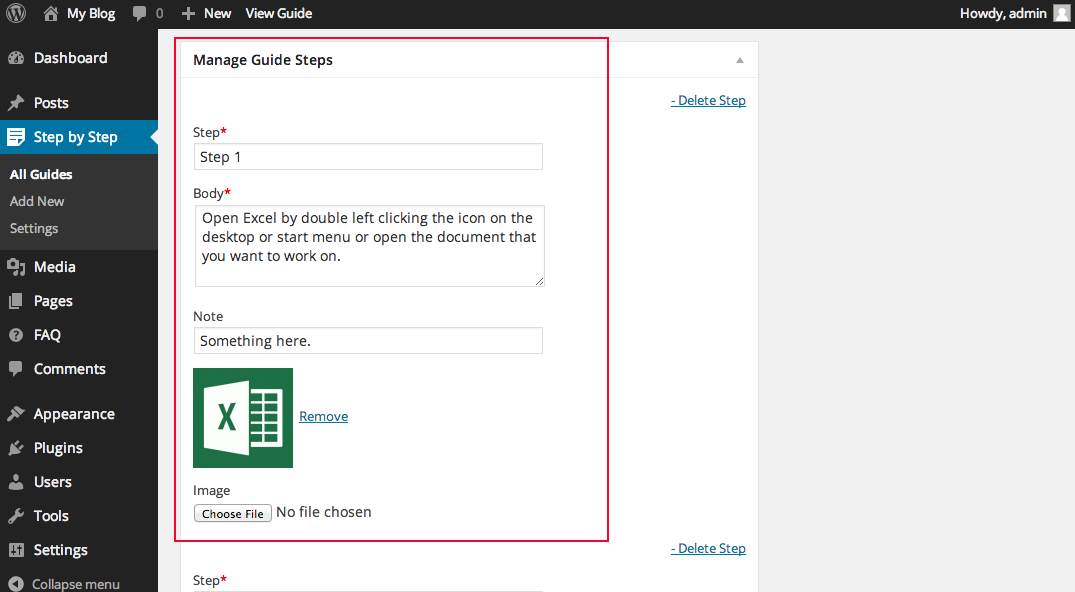 My Blog 0 New View Guide Howdy, admin
Dashboard
Posts
Step by Step
All Guides
Add New
Settings
Media
Pages
FAQ
Comments
Appearance
Plugins
Users
Tools
Settings
Collapse menu
Manage Guide Steps
- Delete Step
Step*
Step 1
Body*
Open Excel by double left clicking the icon on the
desktop or start menu or open the document that
you want to work on.
Note
Something here.
X
Remove
Image
Choose File No file chosen
- Delete Step
Step*